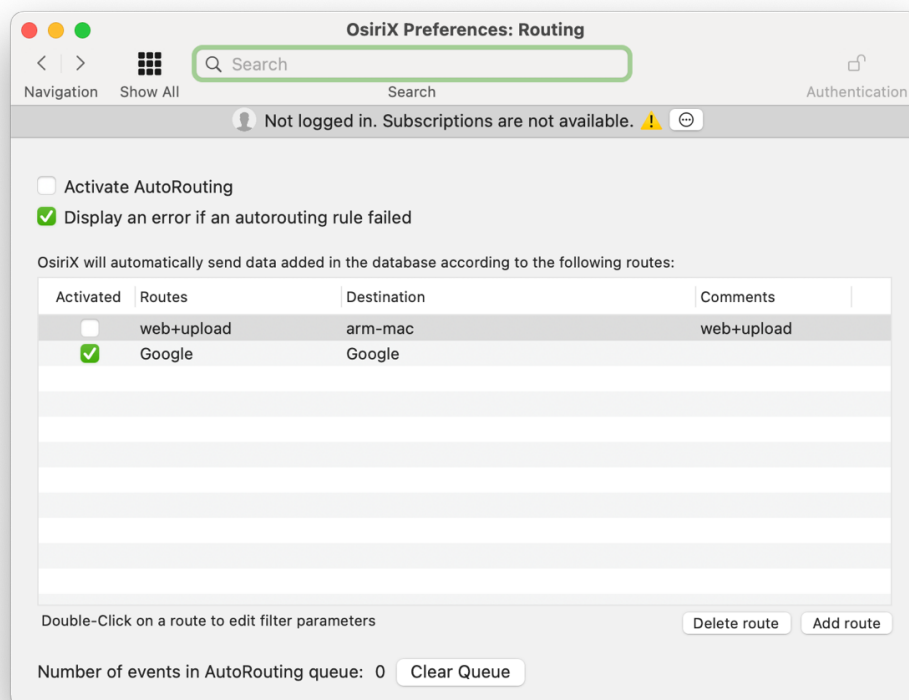 OsiriX Preferences: Routing
Search
Navigation Show All Search Authentication
Not logged in. Subscriptions are not available.
Activate AutoRouting
Display an error if an autorouting rule failed
OsiriX will automatically send data added in the database according to the following routes:
Activated Routes Destination Comments
web+upload arm-mac web+upload
Google Google
Double-Click on a route to edit filter parameters
Delete route Add route
Number of events in AutoRouting queue: 0 Clear Queue